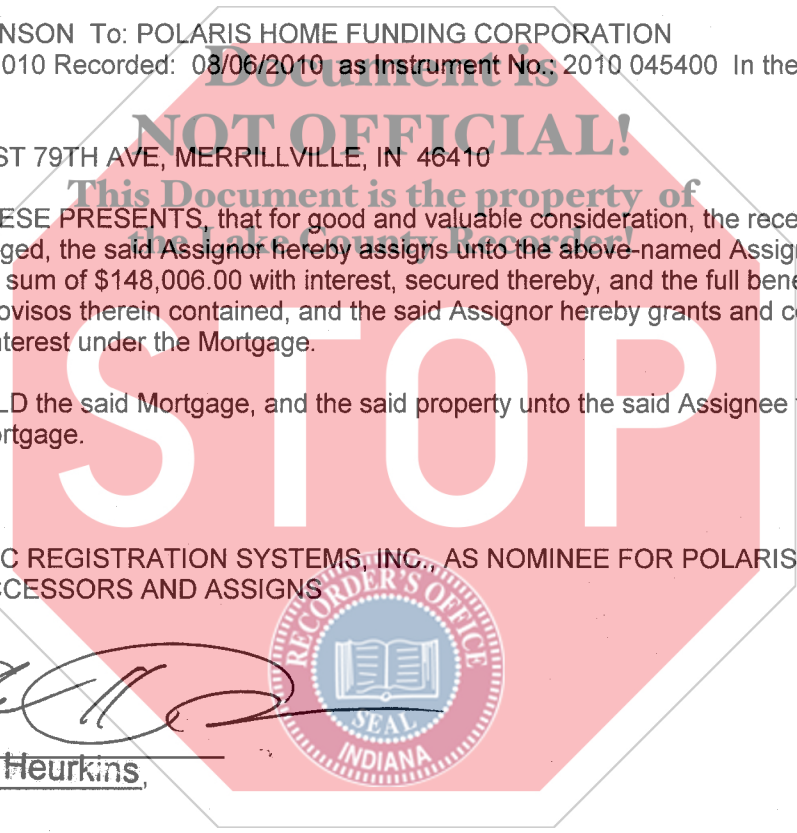 NSON To: POLARIS HOME FUNDING CORPORATION
Document is
010 Recorded: 08/06/2010 as Instrument No.: 2010 045400 In the
NOT OFFICIAL!
ST 79TH AVE, MERRILLVILLE, IN 46410
This Document is the property of
ESE PRESENTS, that for good and valuable consideration, the rece
the Lake County Recorder!
ged, the said Assignor hereby assigns unto the above-named Assign
sum of $148,006.00 with interest, secured thereby, and the full bene
ovisos therein contained, and the said Assignor hereby grants and c
nterest under the Mortgage.
STOP
LD the said Mortgage, and the said property unto the said Assignee
ortgage.
C REGISTRATION SYSTEMS, INC., AS NOMINEE FOR POLARIS
CCESSORS AND ASSIGNS
RECORDER'S OFFICE
SEAL
INDIANA
Heurkins,